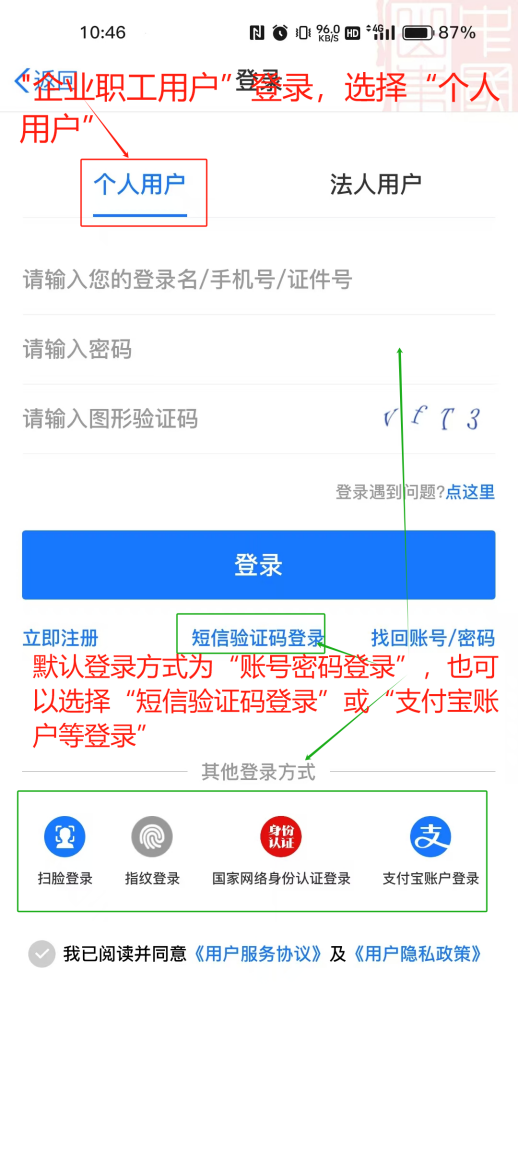 10:46 96.0 KB/S HD 4G 87%
返回 登录
"企业职工用户”登录，选择“个人
用户”
个人用户 法人用户
请输入您的登录名/手机号/证件号
请输入密码
请输入图形验证码
登录遇到问题?点这里
登录
立即注册 短信验证码登录 找回账号/密码
默认登录方式为“账号密码登录”，也可
以选择“短信验证码登录”或“支付宝账
户等登录”
其他登录方式
身份
认证
支
扫脸登录 指纹登录 国家网络身份认证登录 支付宝账户登录
我已阅读并同意《用户服务协议》及《用户隐私政策》